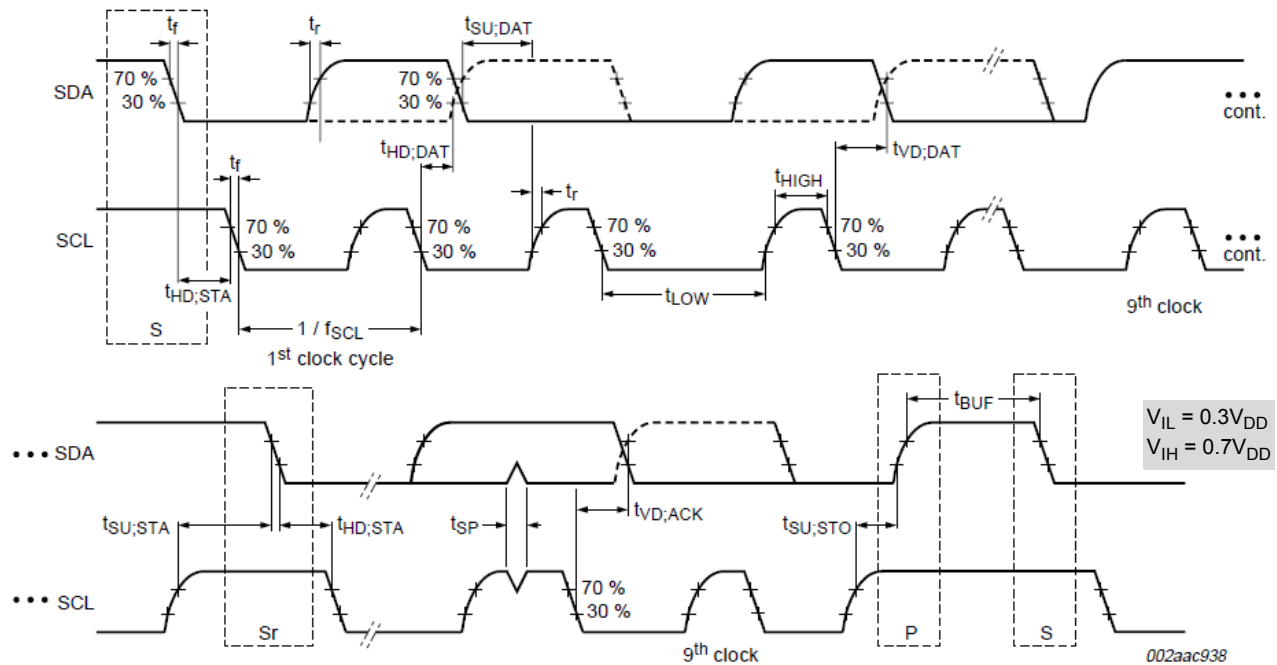 tf tr tSU;DAT
70 % 70 %
SDA
30 % 30 %
cont.
tHD;DAT tVD;DAT
tf tr tHIGH
70 % 70 % 70 % 70 %
SCL
30 % 30 % 30 % 30 %
cont.
tHD;STA tLOW
9th clock
S 1 / fSCL
1st clock cycle
tBUF
VIL = 0.3VDD
VIH = 0.7VDD
SDA
tSU;STA tHD;STA tSP tVD;ACK tSU;STO
70 %
SCL 30 %
Sr P S
9th clock
002aac938